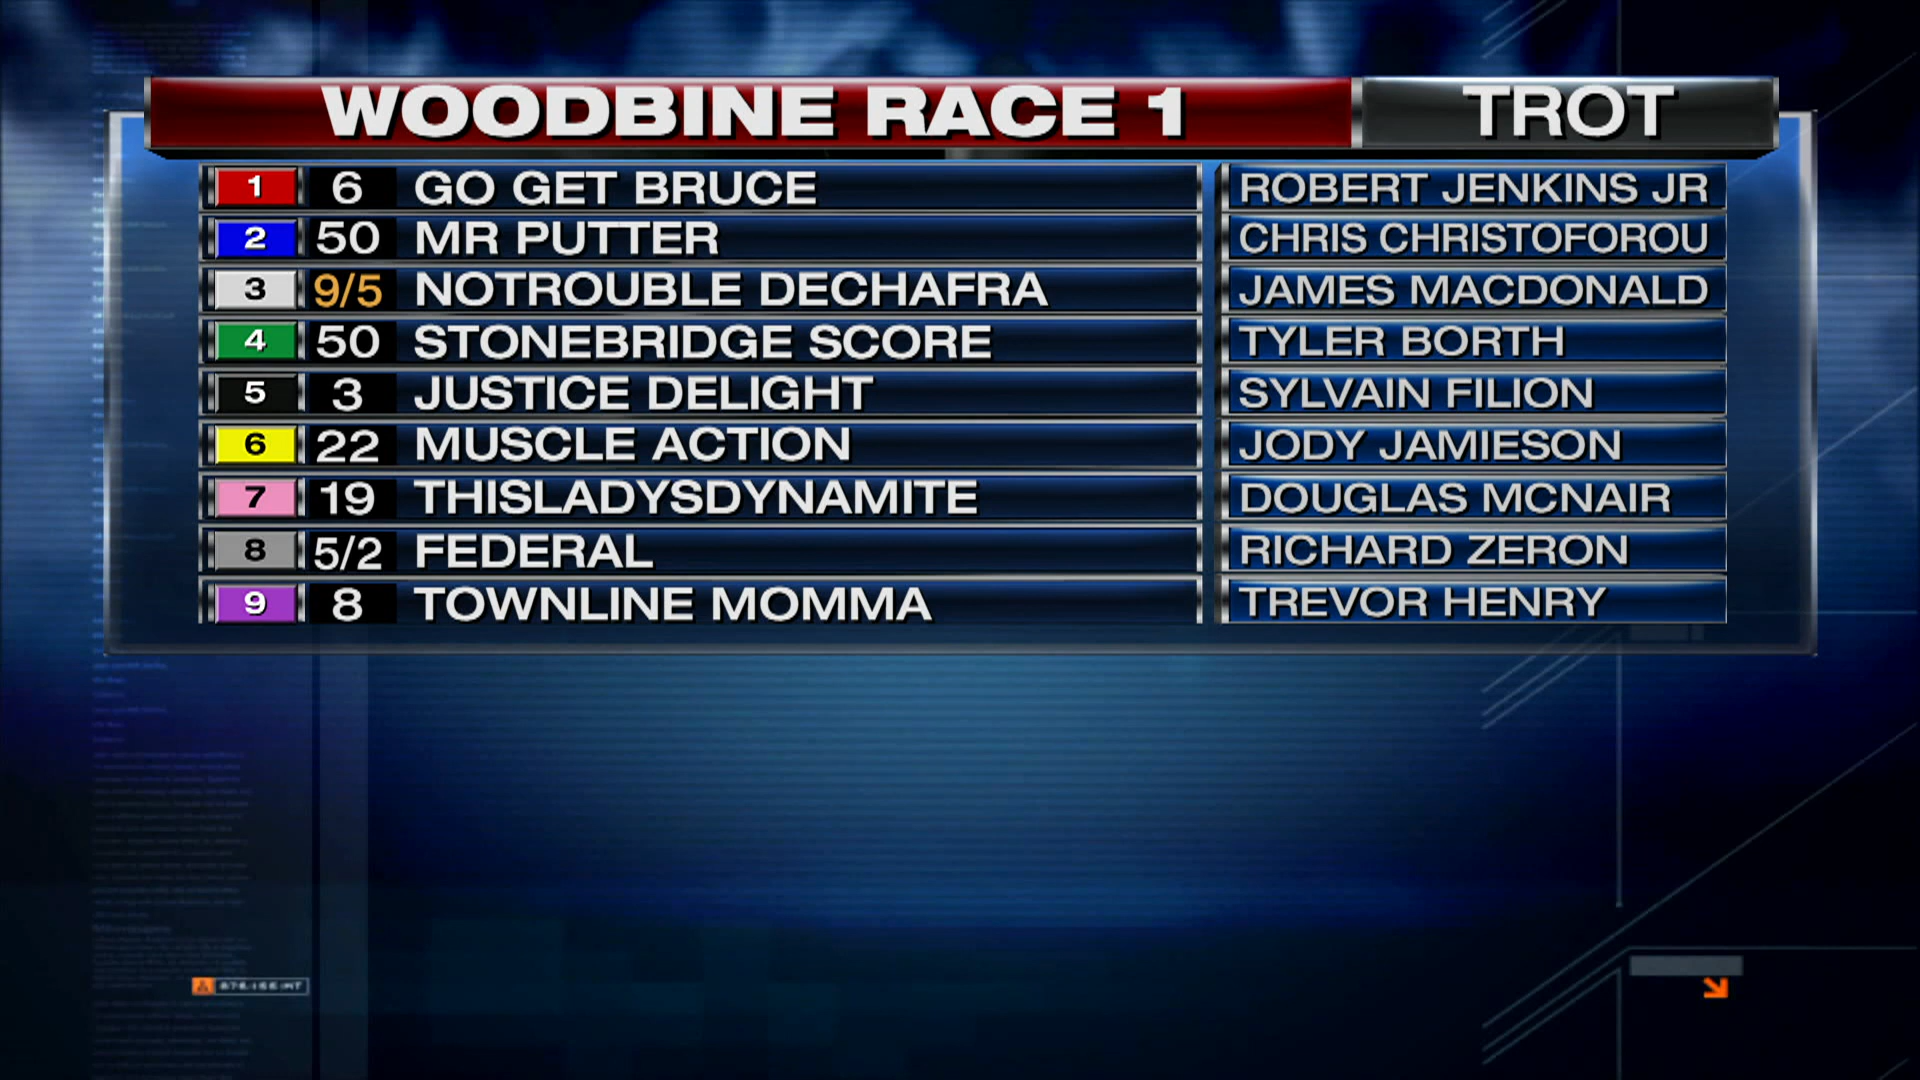 WOODBINE RACE 1 TROT
1 6 GO GET BRUCE ROBERT JENKINS JR
2 50 MR PUTTER CHRIS CHRISTOFOROU
3 9/5 NOTROUBLE DECHAFRA JAMES MACDONALD
4 50 STONEBRIDGE SCORE TYLER BORTH
5 3 JUSTICE DELIGHT SYLVAIN FILION
6 22 MUSCLE ACTION JODY JAMIESON
7 19 THISLADYSDYNAMITE DOUGLAS MCNAIR
8 5/2 FEDERAL RICHARD ZERON
9 8 TOWNLINE MOMMA TREVOR HENRY